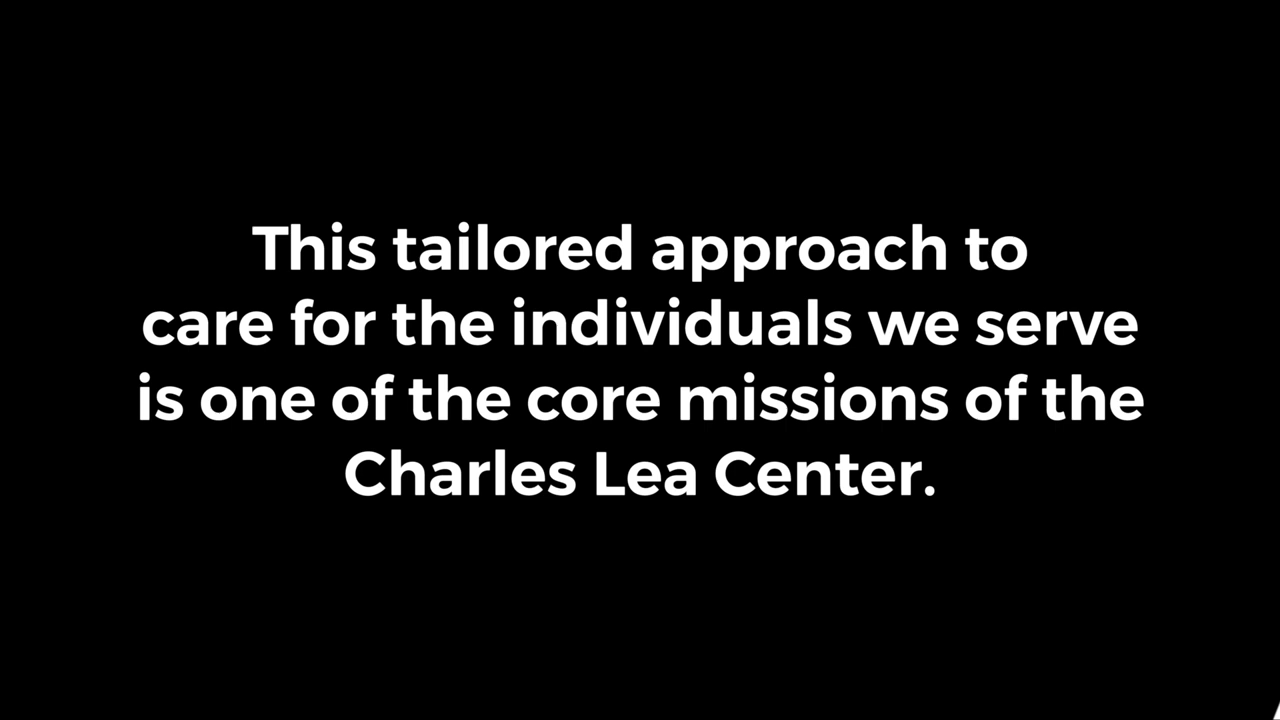 This tailored approach to
care for the individuals we serve
is one of the core missions of the
Charles Lea Center.